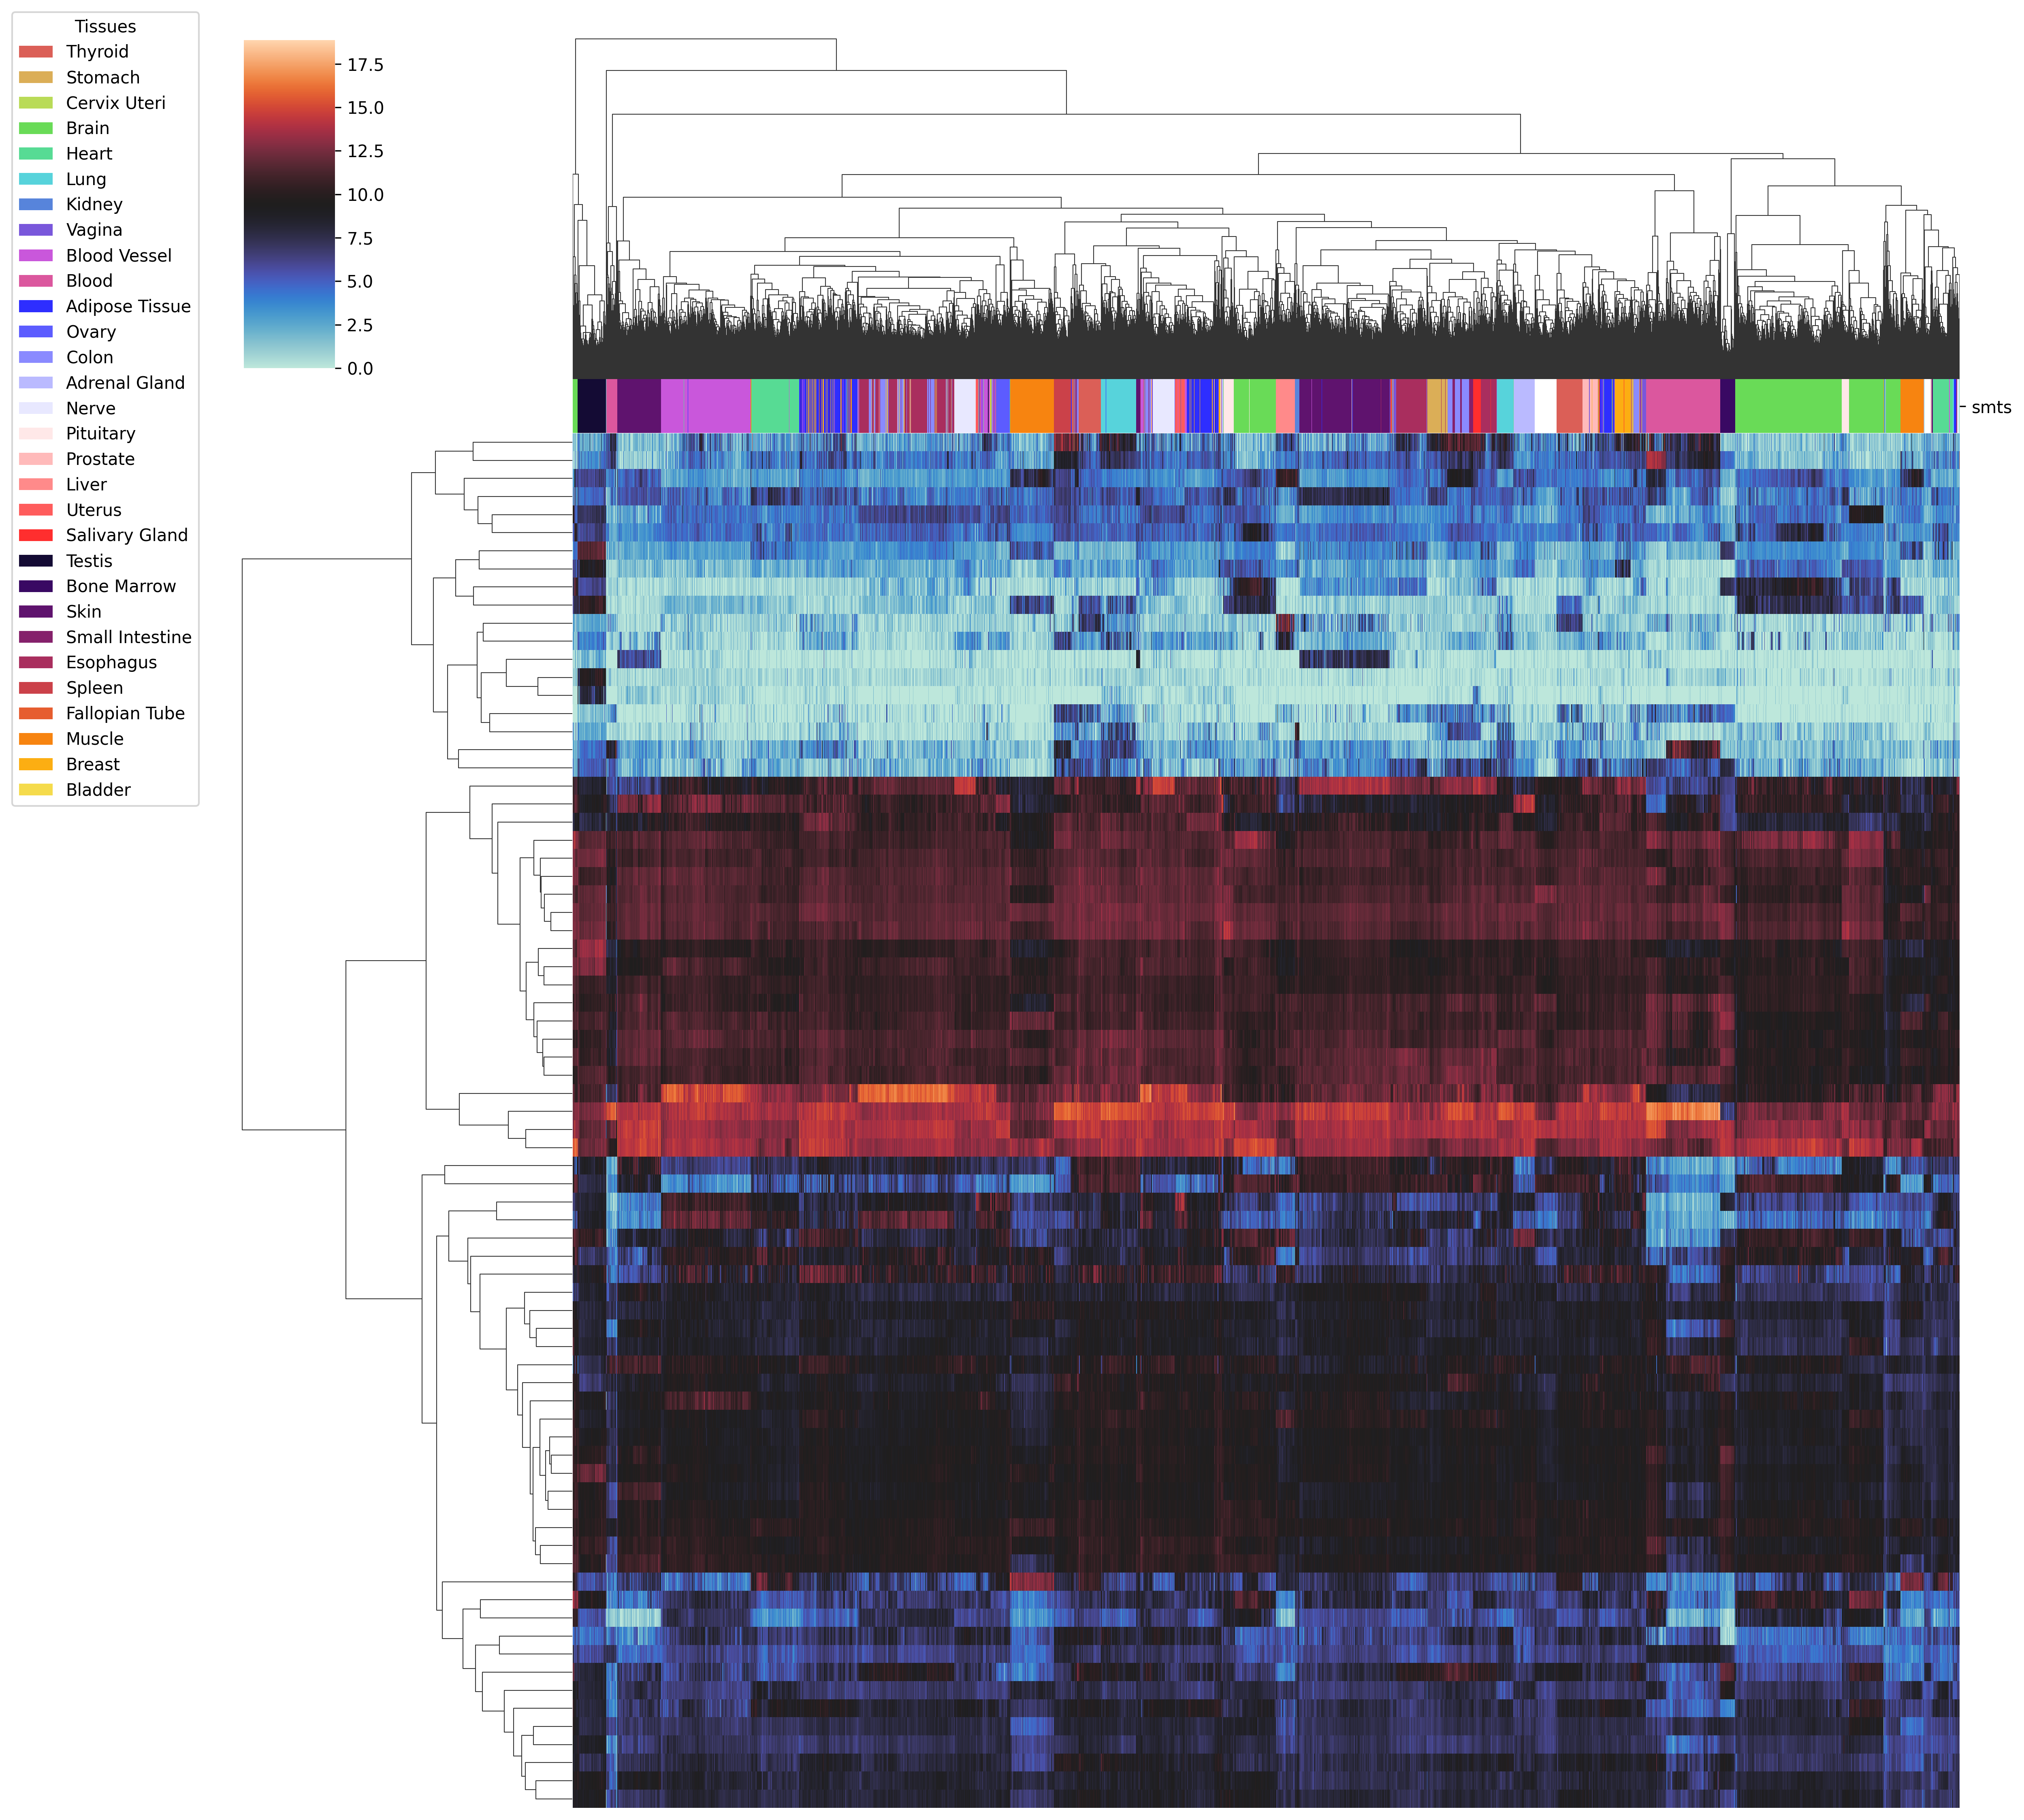 Tissues
Thyroid
Stomach
Cervix Uteri
Brain
Heart
Lung
Kidney
Vagina
Blood Vessel
Blood
Adipose Tissue
Ovary
Colon
Adrenal Gland
Nerve
Pituitary
Prostate
Liver
Uterus
Salivary Gland
Testis
Bone Marrow
Skin
Small Intestine
Esophagus
Spleen
Fallopian Tube
Muscle
Breast
Bladder
17.5
15.0
12.5
10.0
7.5
5.0
2.5
0.0
smts